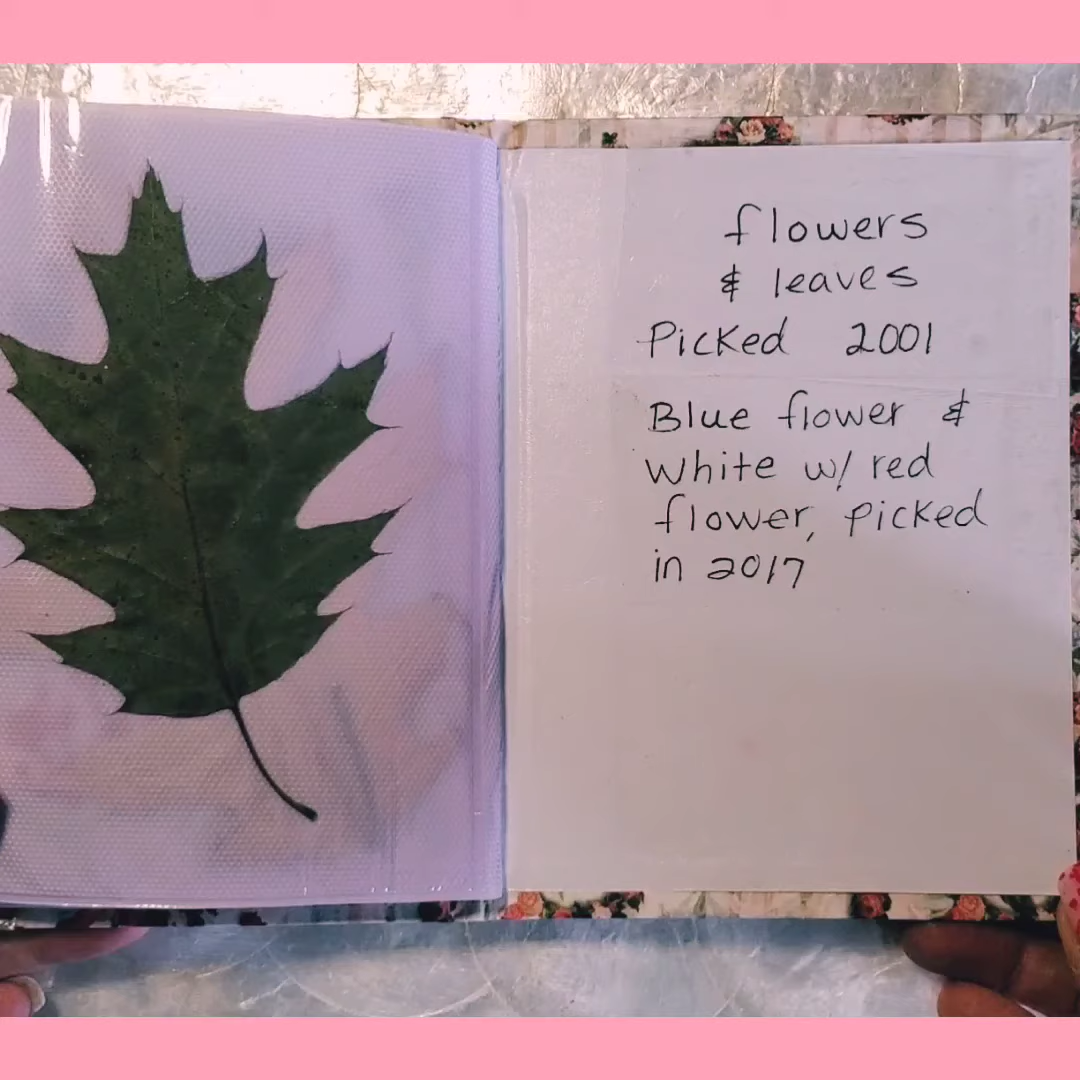 flowers
& leaves
Picked 2001
Blue flower &
white w/ red
flower, picked
in 2017